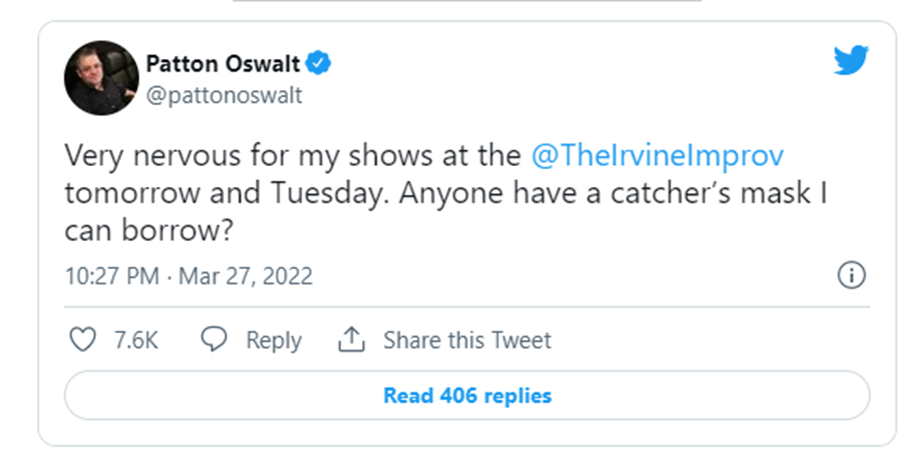 Patton Oswalt
@pattonoswalt
Very nervous for my shows at the @TheIrvineImprov
tomorrow and Tuesday. Anyone have a catcher’s mask I
can borrow?
10:27 PM · Mar 27, 2022
7.6K Reply Share this Tweet
Read 406 replies